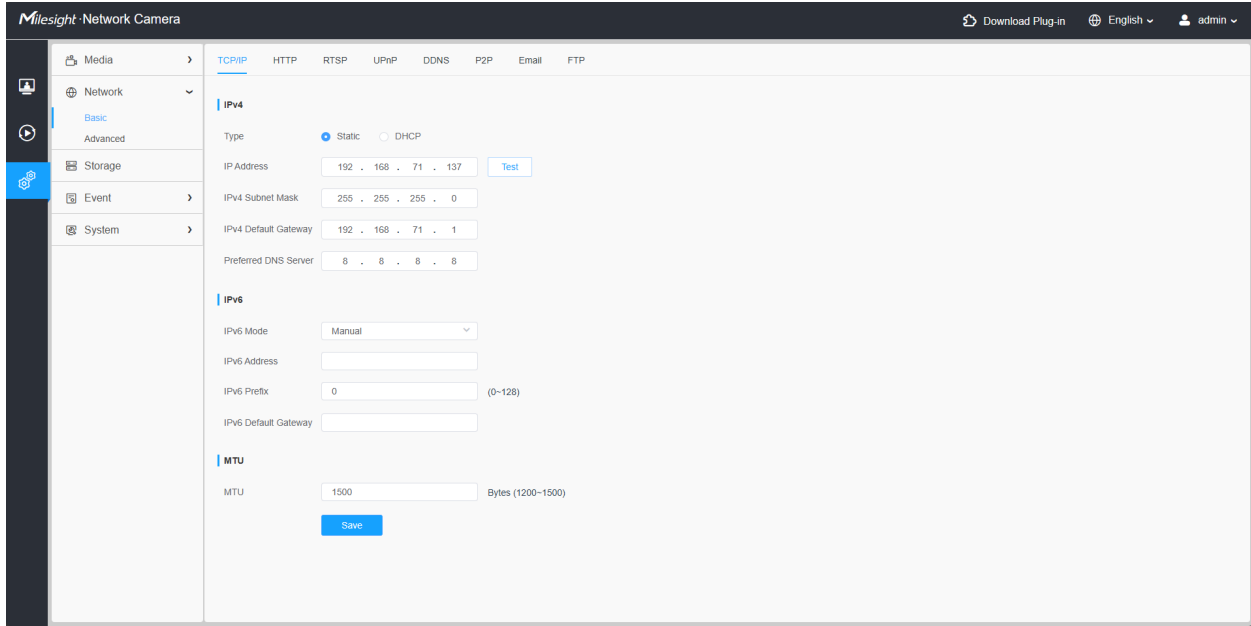 Milesight·Network Camera
Download Plug-in
English
admin
Media
Network
Basic
Advanced
Storage
Event
System
TCP/IP HTTP RTSP UPnP DDNS P2P Email FTP
IPv4
Type Static DHCP
IP Address 192 . 168 . 71 . 137 Test
IPv4 Subnet Mask 255 . 255 . 255 . 0
IPv4 Default Gateway 192 . 168 . 71 . 1
Preferred DNS Server 8 . 8 . 8 . 8
IPv6
IPv6 Mode Manual
IPv6 Address
IPv6 Prefix 0 (0~128)
IPv6 Default Gateway
MTU
MTU 1500 Bytes (1200~1500)
Save